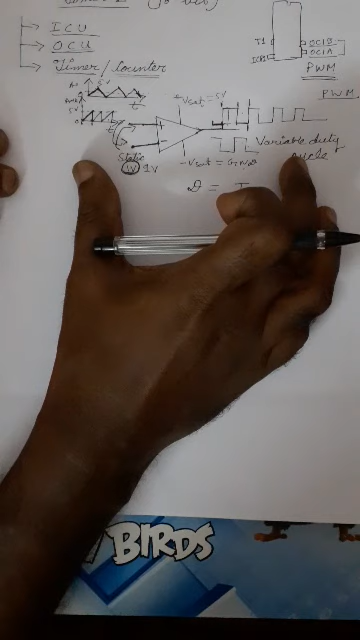 ICU
OCU
Timer/Counter
T1
OC1B
OC1A
PWM
PWM.
5V
+Vsat = 5V
Variable duty
cycle
Static
1V
-Vsat = GND
D = T
BIRDS